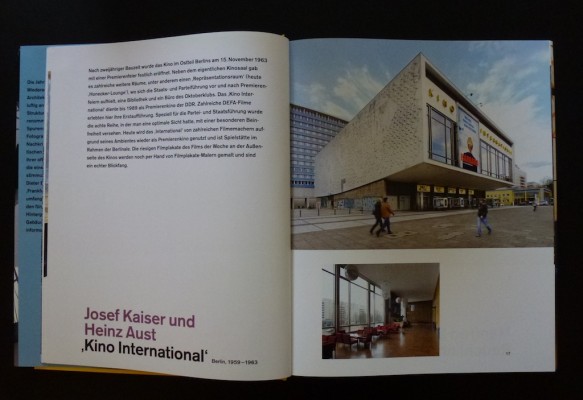 Nach zweijähriger Bauzeit wurde das Kino im Ostteil Berlins am 15. November 1963
mit einer Premierenfeier festlich eröffnet. Neben dem eigentlichen Kinosaal gab
es zahlreiche weitere Räume, unter anderem einen ‚Repräsentationsraum' (heute
‚Honecker-Lounge'), wo sich die Staats- und Parteiführung vor und nach Premieren-
feiern aufhielt, eine Bibliothek und ein Büro des Oktoberklubs. Das ‚Kino Inter-
national' diente bis 1989 als Premierenkino der DDR. Zahlreiche DEFA-Filme
erlebten hier ihre Erstaufführung. Speziell für die Partei- und Staatsführung wurde
die achte Reihe, in der man eine optimale Sicht hatte, mit einer besonderen Bein-
freiheit versehen. Heute wird das ‚International' von zahlreichen Filmemachern auf-
grund seines Ambientes wieder als Premierenkino genutzt und ist Spielstätte im
Rahmen der Berlinale. Die riesigen Filmplakate des Films der Woche an der Außen-
seite des Kinos werden noch per Hand von Filmplakate-Malern gemalt und sind
ein echter Blickfang.
Josef Kaiser und
Heinz Aust
‚Kino International'
Berlin, 1959–1963
KINO INTERNATIONAL